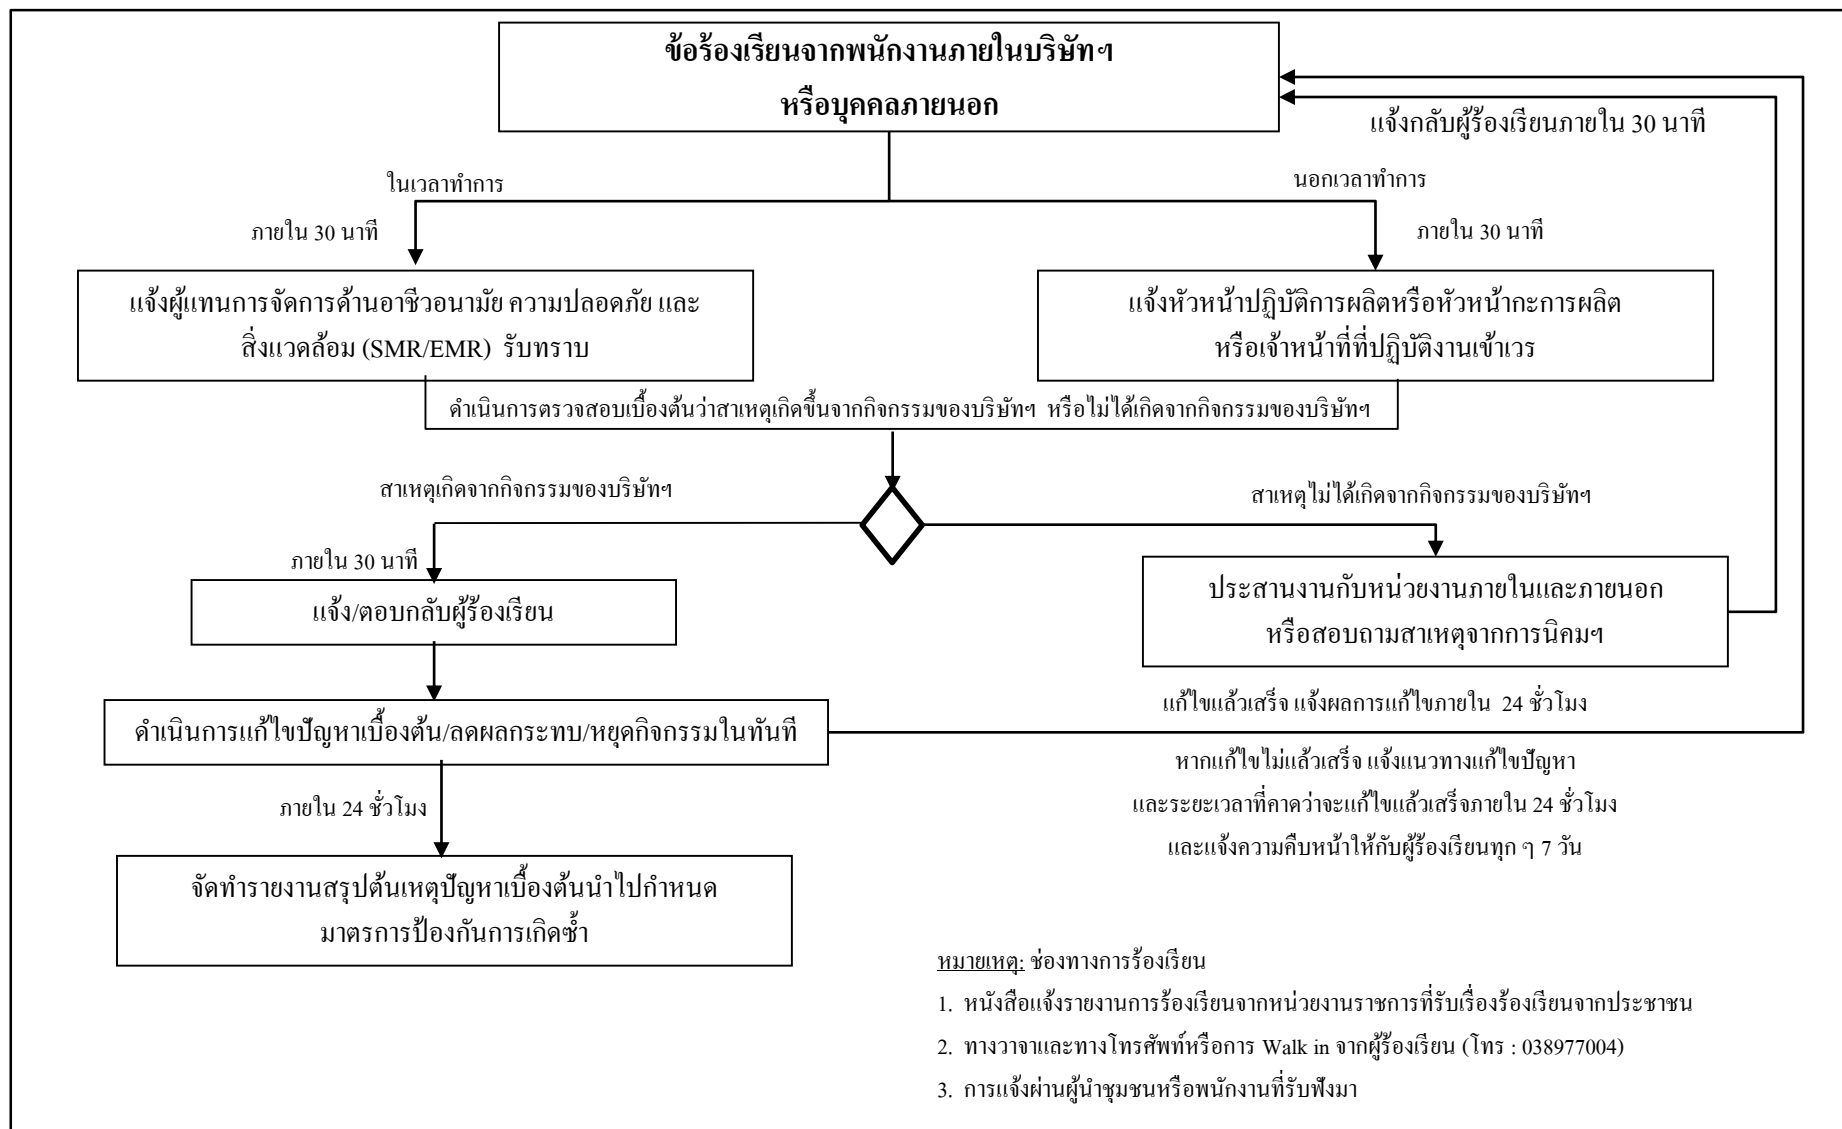 ข้อร้องเรียนจากพนักงานภายในบริษัทฯ
หรือบุคคลภายนอก
แจ้งกลับผู้ร้องเรียนภายใน 30 นาที
ในเวลาทำการ
นอกเวลาทำการ
ภายใน 30 นาที
ภายใน 30 นาที
แจ้งผู้แทนการจัดการด้านอาชีวอนามัย ความปลอดภัย และ
สิ่งแวดล้อม (SMR/EMR) รับทราบ
แจ้งหัวหน้าปฏิบัติการผลิตหรือหัวหน้ากะการผลิต
หรือเจ้าหน้าที่ที่ปฏิบัติงานเข้าเวร
ดำเนินการตรวจสอบเบื้องต้นว่าสาเหตุเกิดขึ้นจากกิจกรรมของบริษัทฯ หรือไม่ได้เกิดจากกิจกรรมของบริษัทฯ
สาเหตุเกิดจากกิจกรรมของบริษัทฯ
สาเหตุไม่ได้เกิดจากกิจกรรมของบริษัทฯ
ภายใน 30 นาที
แจ้ง/ตอบกลับผู้ร้องเรียน
ประสานงานกับหน่วยงานภายในและภายนอก
หรือสอบถามสาเหตุจากการนิคมฯ
ดำเนินการแก้ไขปัญหาเบื้องต้น/ลดผลกระทบ/หยุดกิจกรรมในทันที
แก้ไขแล้วเสร็จ แจ้งผลการแก้ไขภายใน 24 ชั่วโมง
หากแก้ไขไม่แล้วเสร็จ แจ้งแนวทางแก้ไขปัญหา
และระยะเวลาที่คาดว่าจะแก้ไขแล้วเสร็จภายใน 24 ชั่วโมง
และแจ้งความคืบหน้าให้กับผู้ร้องเรียนทุก ๆ 7 วัน
ภายใน 24 ชั่วโมง
จัดทำรายงานสรุปต้นเหตุปัญหาเบื้องต้นนำไปกำหนด
มาตรการป้องกันการเกิดซ้ำ
หมายเหตุ: ช่องทางการร้องเรียน
1. หนังสือแจ้งรายงานการร้องเรียนจากหน่วยงานราชการที่รับเรื่องร้องเรียนจากประชาชน
2. ทางวาจาและทางโทรศัพท์หรือการ Walk in จากผู้ร้องเรียน (โทร : 038977004)
3. การแจ้งผ่านผู้นำชุมชนหรือพนักงานที่รับฟังมา